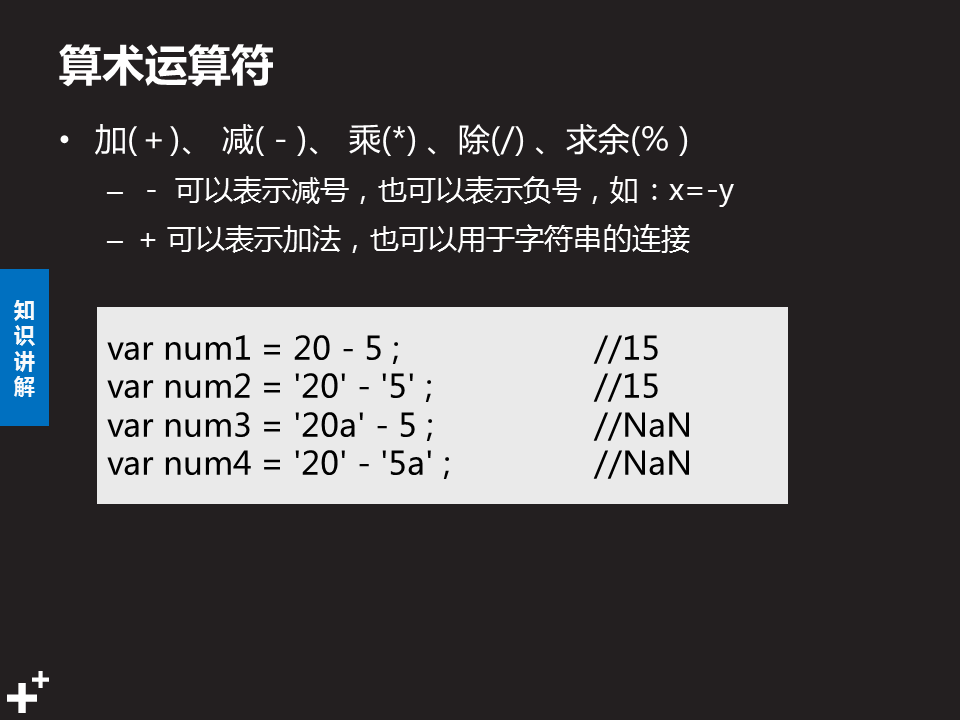 算术运算符
• 加(＋)、 减( - )、 乘(*) 、除(/) 、求余(% )
– - 可以表示减号，也可以表示负号，如：x=-y
– + 可以表示加法，也可以用于字符串的连接
知识讲解
var num1 = 20 - 5 ; //15
var num2 = '20' - '5' ; //15
var num3 = '20a' - 5 ; //NaN
var num4 = '20' - '5a' ; //NaN